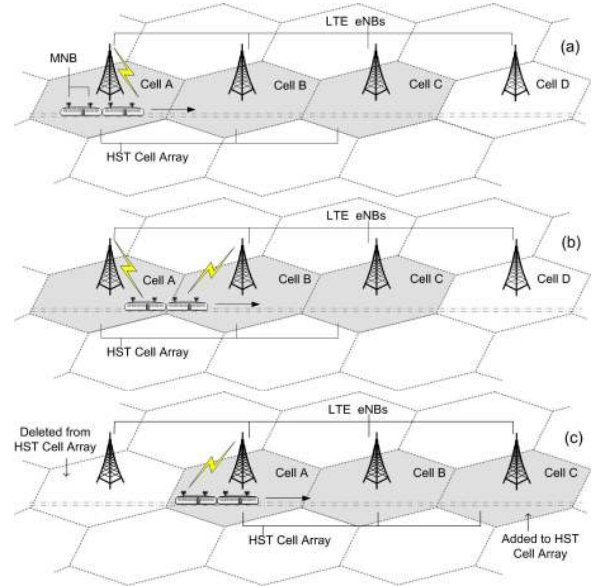 LTE eNBs
(a)
MNB
Cell A
Cell B
Cell C
Cell D
HST Cell Array
LTE eNBs
(b)
Cell A
Cell B
Cell C
Cell D
HST Cell Array
LTE eNBs
(c)
Deleted from
HST Cell Array
Cell A
Cell B
Cell C
HST Cell Array
Added to HST
Cell Array